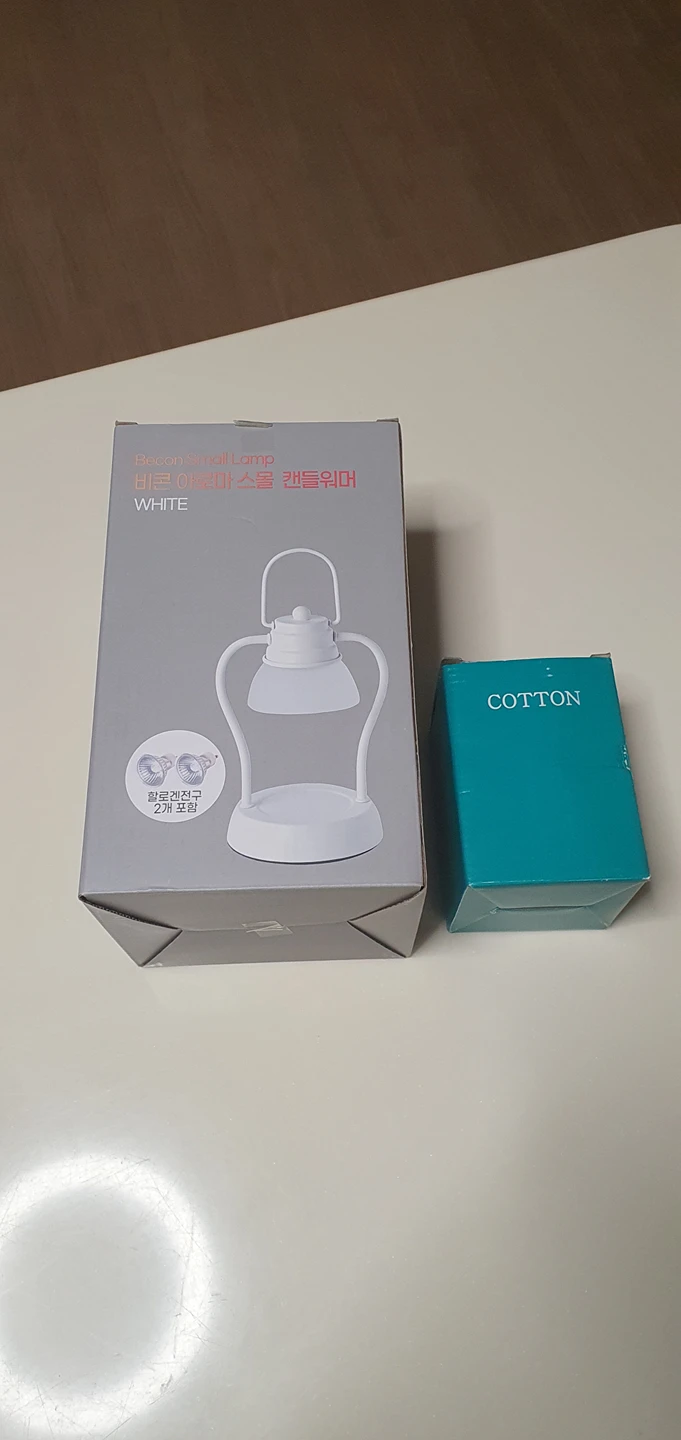 Becon Small Lamp
비콘 아로마 스몰 캔들워머
WHITE
할로겐전구
2개 포함
COTTON